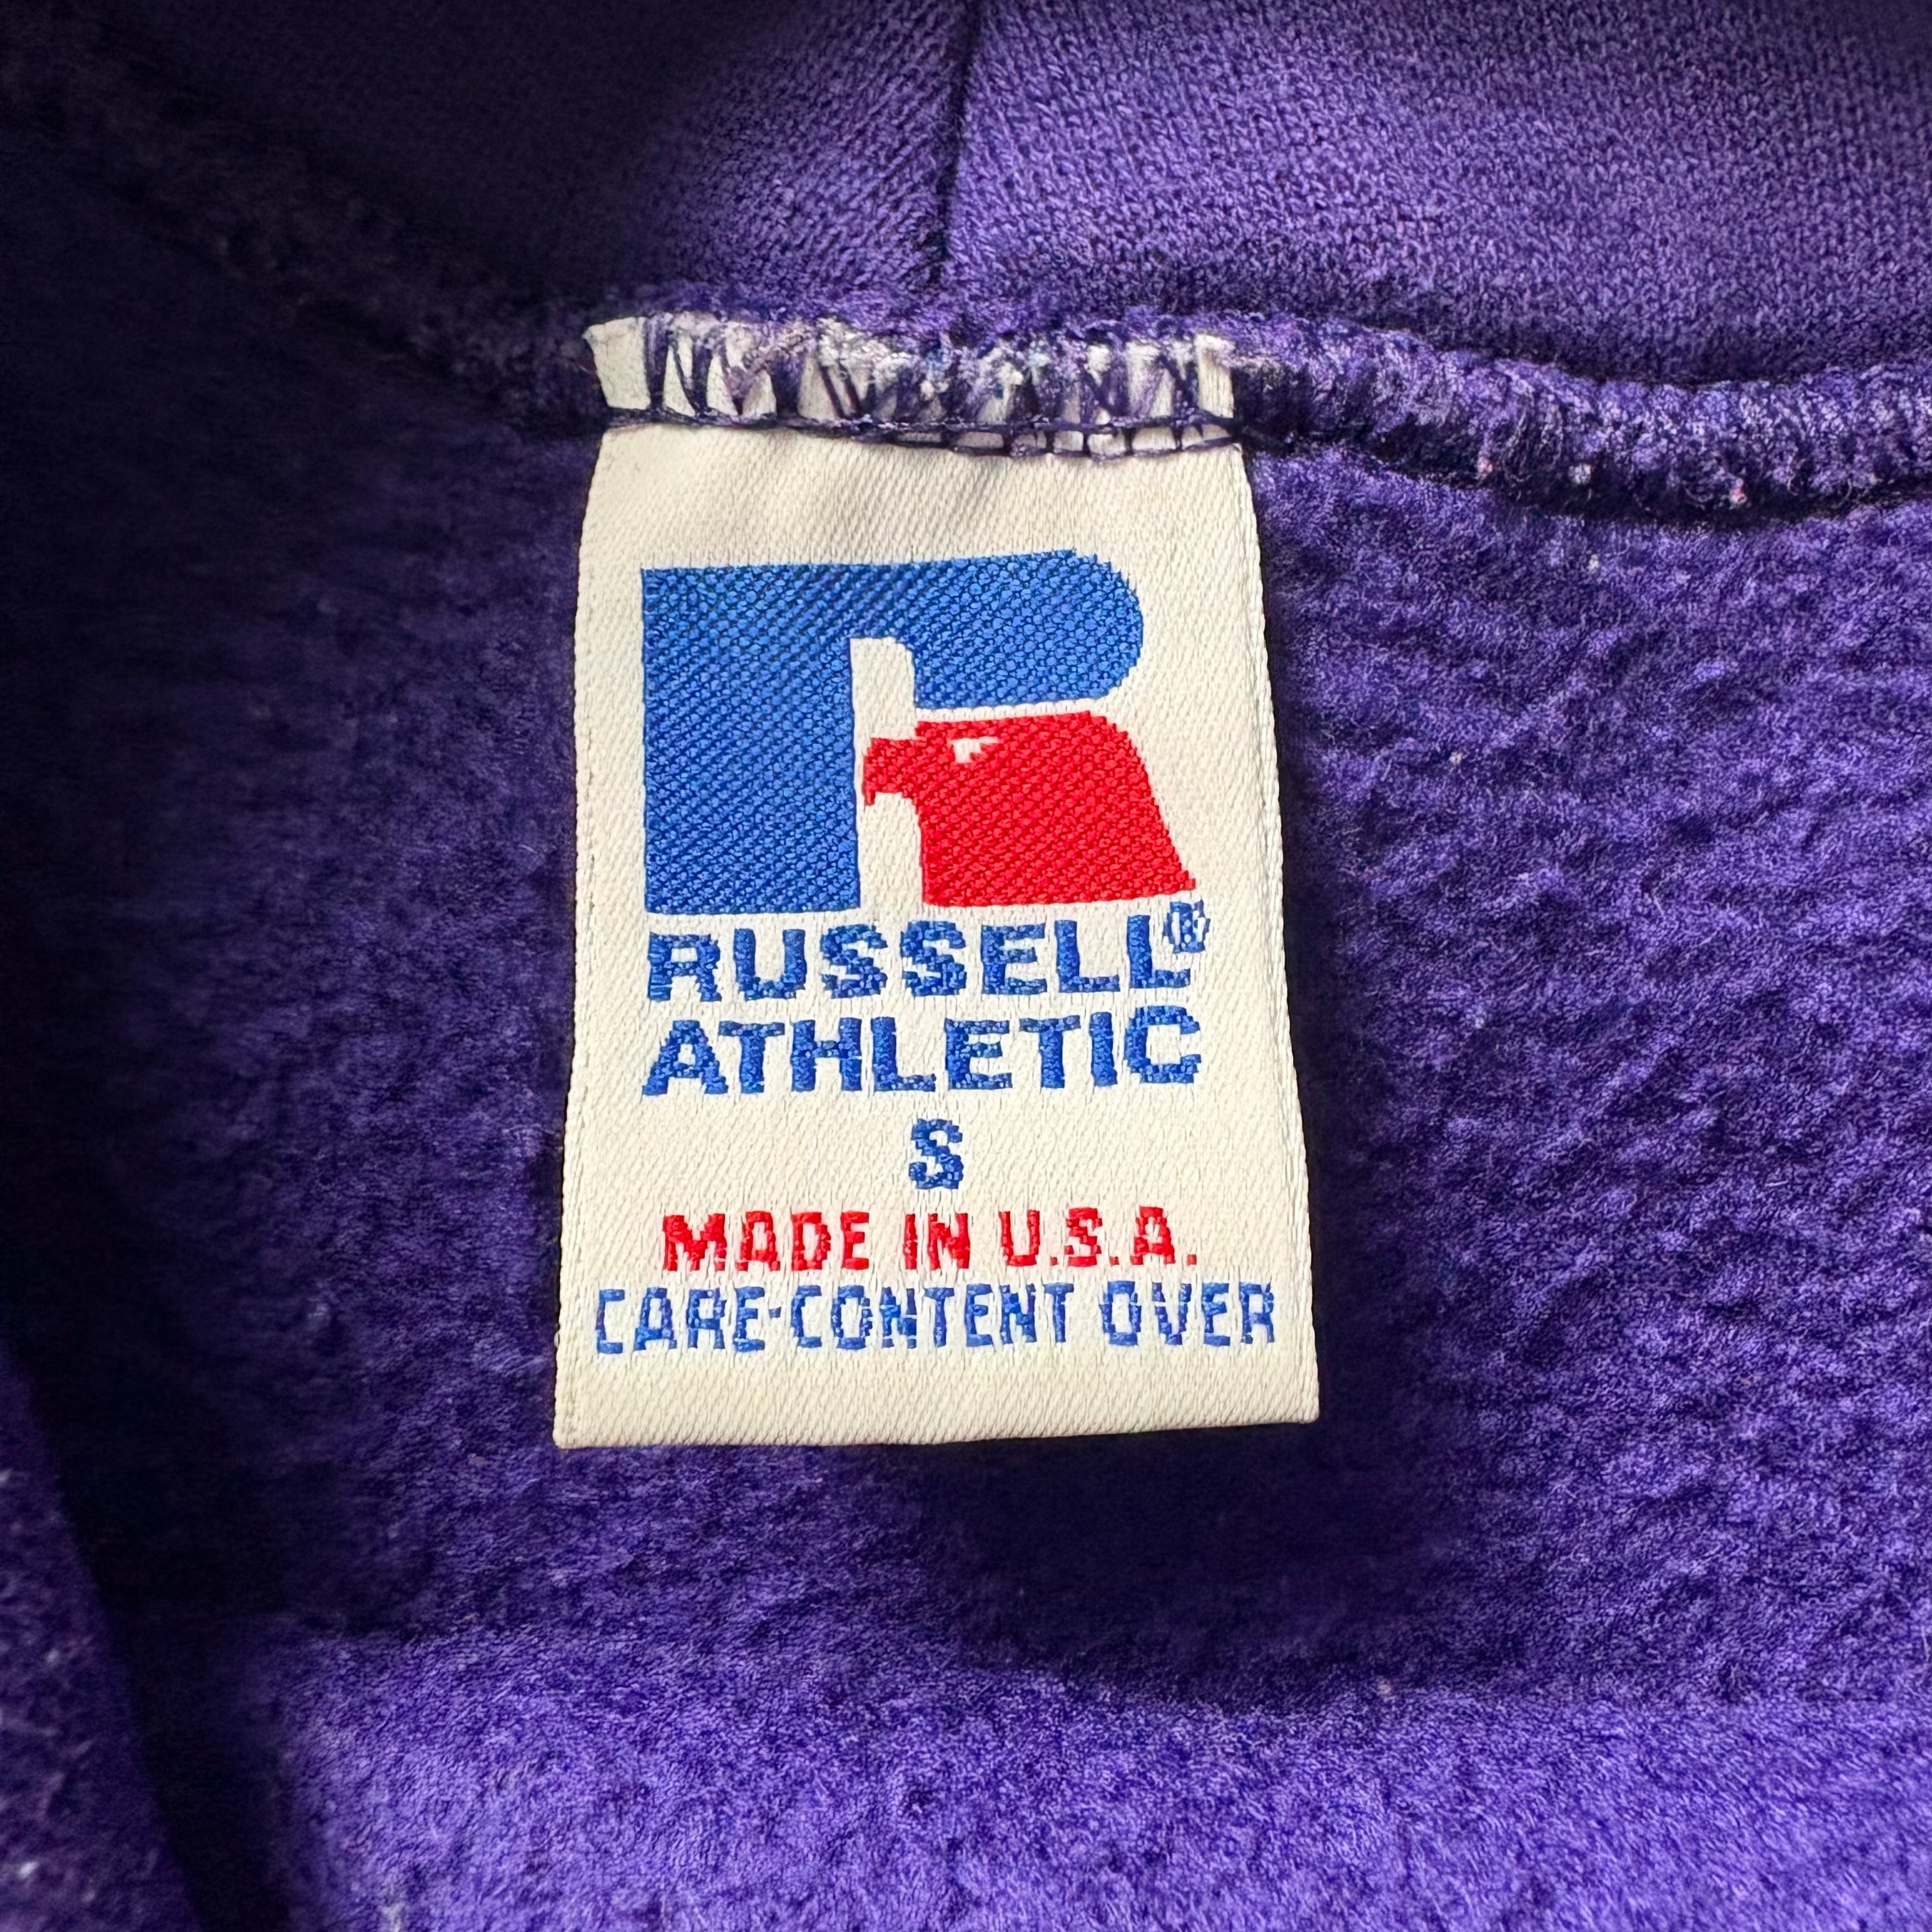 RUSSELL®
ATHLETIC
S
MADE IN U.S.A.
CARE-CONTENT OVER